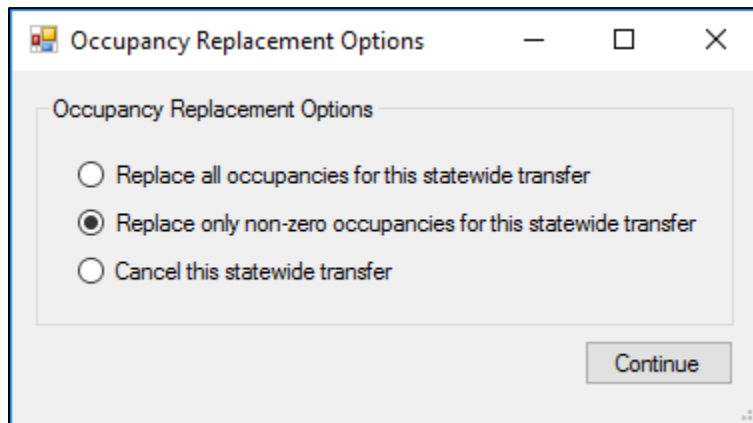 Occupancy Replacement Options
Occupancy Replacement Options
Replace all occupancies for this statewide transfer
Replace only non-zero occupancies for this statewide transfer
Cancel this statewide transfer
Continue